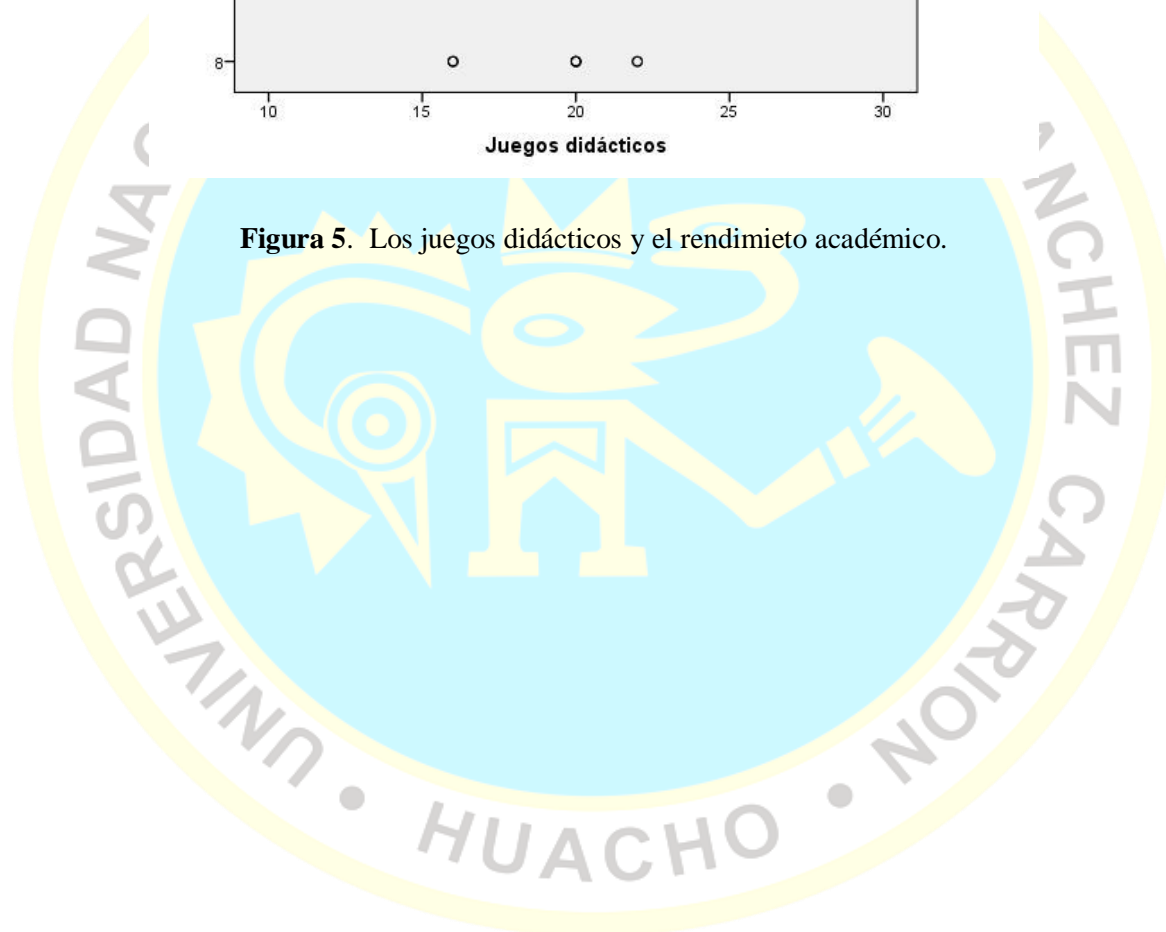 8
10 15 20 25 30
Juegos didácticos
Figura 5. Los juegos didácticos y el rendimieto académico.
UNIVERSIDAD NA
NCHEZ CARRION
• HUACHO •